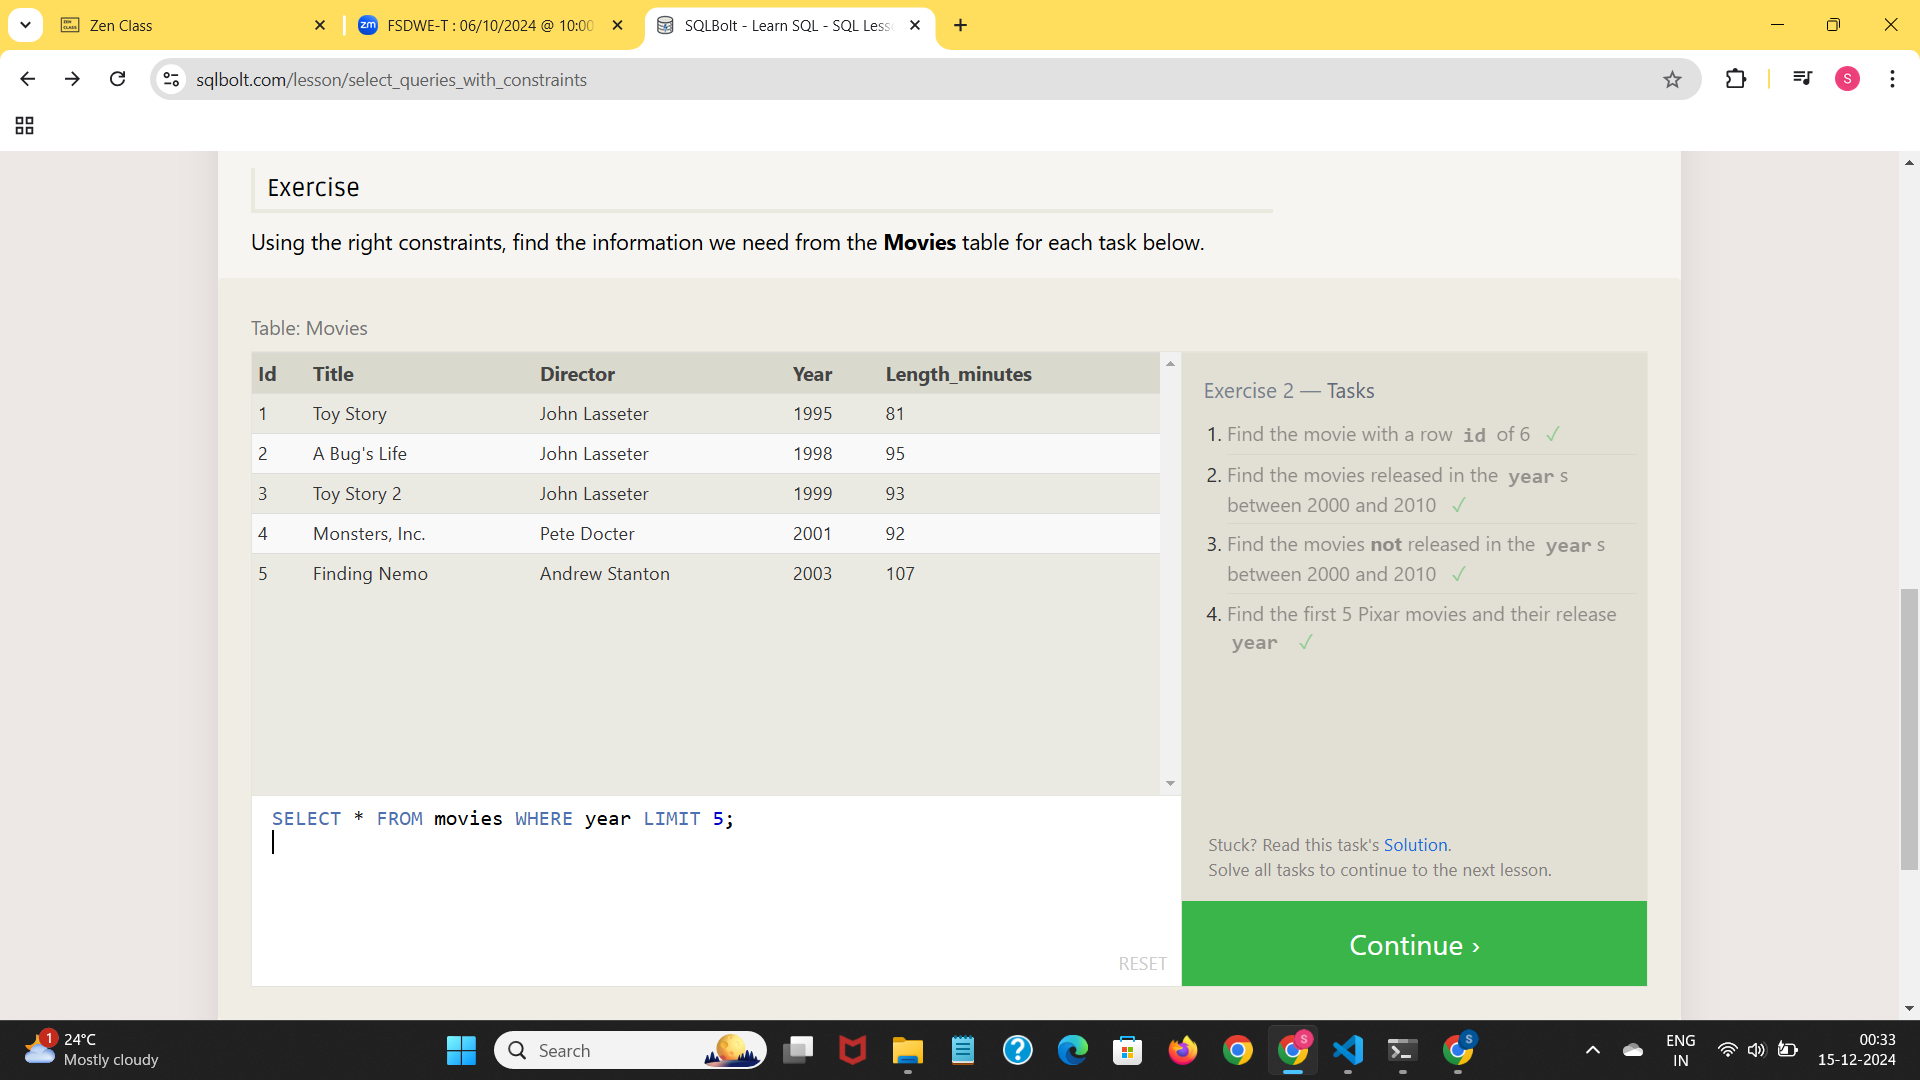 Zen Class
zm FSDWE-T : 06/10/2024 @ 10:00
SQLBolt - Learn SQL - SQL Less
sqlbolt.com/lesson/select_queries_with_constraints
S
Exercise
Using the right constraints, find the information we need from the Movies table for each task below.
Table: Movies
Id Title Director Year Length_minutes
1 Toy Story John Lasseter 1995 81
2 A Bug's Life John Lasseter 1998 95
3 Toy Story 2 John Lasseter 1999 93
4 Monsters, Inc. Pete Docter 2001 92
5 Finding Nemo Andrew Stanton 2003 107
SELECT * FROM movies WHERE year LIMIT 5;
RESET
Exercise 2 — Tasks
1. Find the movie with a row id of 6 ✓
2. Find the movies released in the year s
between 2000 and 2010 ✓
3. Find the movies not released in the year s
between 2000 and 2010 ✓
4. Find the first 5 Pixar movies and their release
year ✓
Stuck? Read this task's Solution.
Solve all tasks to continue to the next lesson.
Continue ›
1
24°C
Mostly cloudy
Search
S
S
ENG
IN
00:33
15-12-2024